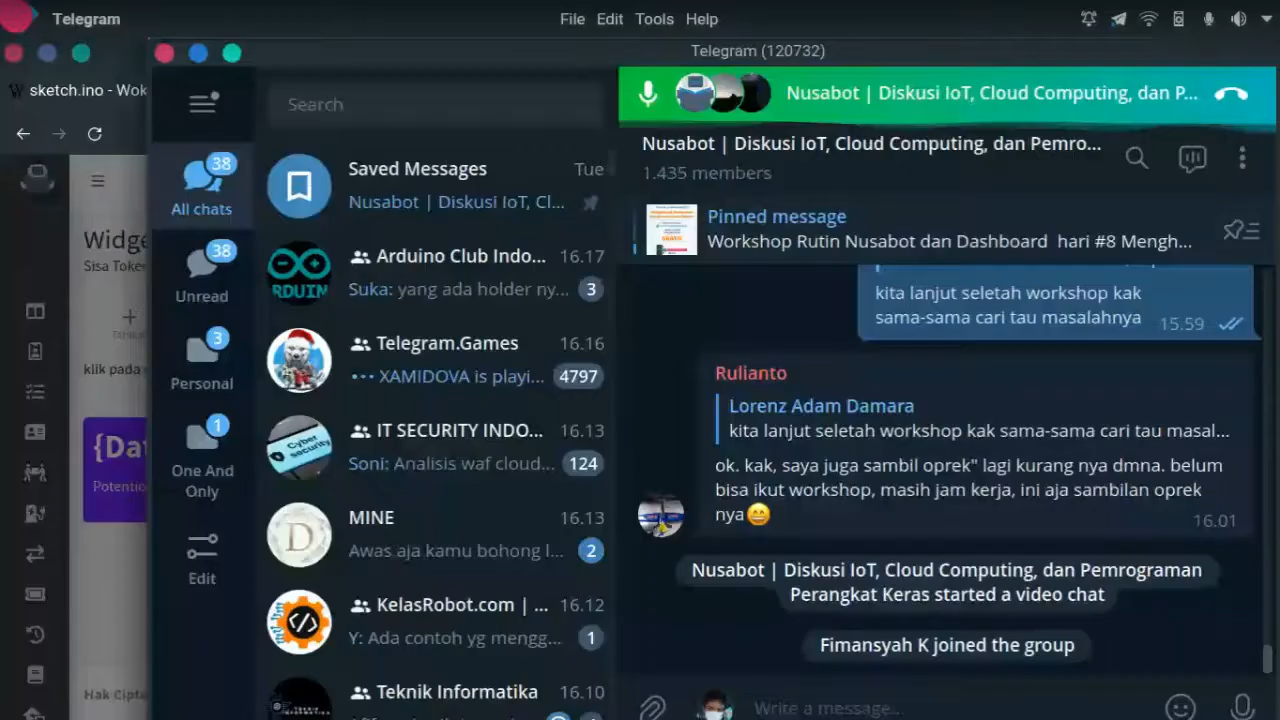 Telegram
File Edit Tools Help
Telegram (120732)
sketch.ino - Wok
Search
Nusabot | Diskusi IoT, Cloud Computing, dan P...
Nusabot | Diskusi IoT, Cloud Computing, dan Pemro...
1.435 members
Pinned message
Workshop Rutin Nusabot dan Dashboard hari #8 Mengh...
38
All chats
38
Unread
3
Personal
1
One And
Only
Edit
Widge
Sisa Toke
klik pada
{Dat
Potentio
Hak Cipt
Saved Messages Tue
Nusabot | Diskusi IoT, Cl...
Arduino Club Indo... 16.17
Suka: yang ada holder ny... 3
Telegram.Games 16.16
XAMIDOVA is playi... 4797
IT SECURITY INDO... 16.13
Soni: Analisis waf cloud... 124
Cyber
security
MINE 16.13
Awas aja kamu bohong l... 2
D
KelasRobot.com | ... 16.12
Y: Ada contoh yg mengg... 1
Teknik Informatika 16.10
kita lanjut seletah workshop kak
sama-sama cari tau masalahnya 15.59
Rulianto
Lorenz Adam Damara
kita lanjut seletah workshop kak sama-sama cari tau masal...
ok. kak, saya juga sambil oprek" lagi kurang nya dmna. belum
bisa ikut workshop, masih jam kerja, ini aja sambilan oprek
nya😄 16.01
Nusabot | Diskusi IoT, Cloud Computing, dan Pemrograman
Perangkat Keras started a video chat
Fimansyah K joined the group
Write a message...